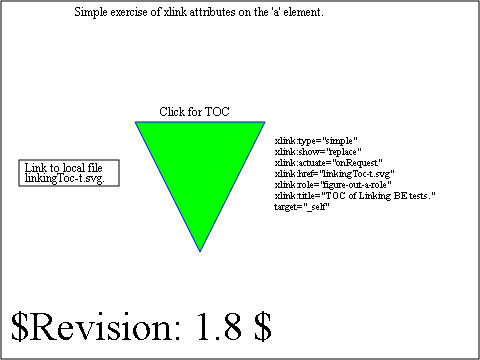 Simple exercise of xlink attributes on the 'a' element.
Click for TOC
Link to local file
linkingToc-t.svg.
xlink:type="simple"
xlink:show="replace"
xlink:actuate="onRequest."
xlink:href="linkingToc-t.svg"
xlink:role="figure-out-a-role"
xlink:title="TOC of Linking BE tests."
target="_self"
$Revision: 1.8 $